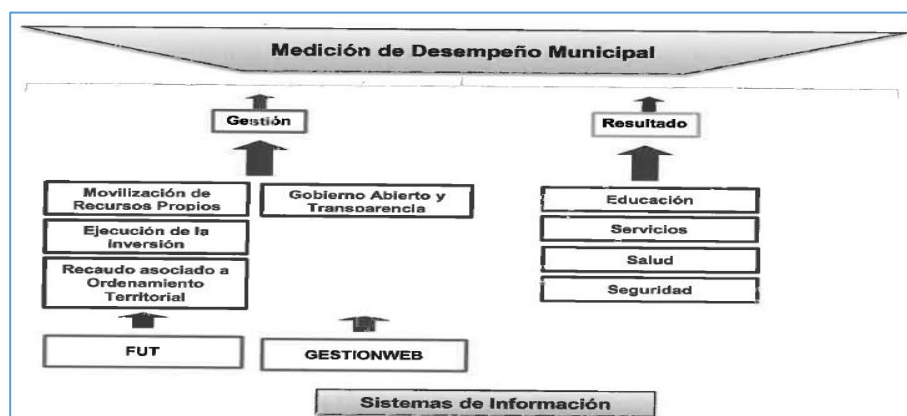 Medición de Desempeño Municipal
Gestión
Resultado
Movilización de
Recursos Propios
Ejecución de la
inversión
Recaudo asociado a
Ordenamiento
Territorial
Gobierno Abierto y
Transparencia
Educación
Servicios
Salud
Seguridad
FUT
GESTIONWEB
Sistemas de Información